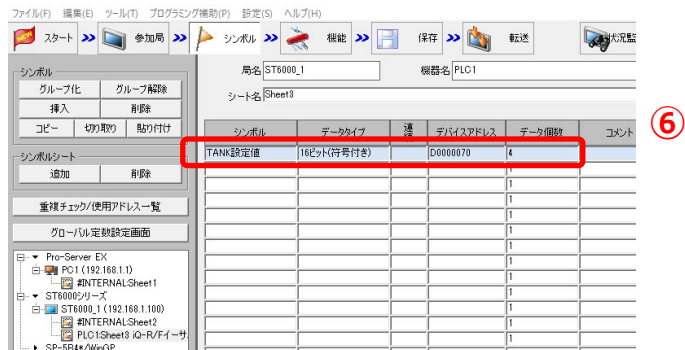 ファイル(F) 編集(E) ツール(T) プログラミング補助(P) 設定(S) ヘルプ(H)
スタート 参加局 シンボル 機能 保存 転送 状況監
シンボル
グループ化 グループ解除
挿入 削除
コピー 切り取り 貼り付け
シンボルシート
追加 削除
重複チェック/使用アドレス一覧
グローバル定数設定画面
Pro-Server EX
PC1 (192.168.1.1)
#INTERNAL:Sheet1
ST6000シリーズ
ST6000_1 (192.168.1.100)
#INTERNAL:Sheet2
PLC1:Sheet3 iQ-R/Fイーサ
SP-5B4*/WinGP
局名 ST6000_1 機器名 PLC1
シート名 Sheet3
シンボル データタイプ 連続 デバイスアドレス データ個数 コメント
TANK設定値 16ビット(符号付き) D0000070 4
1
1
1
1
1
1
1
1
1
1
1
⑥